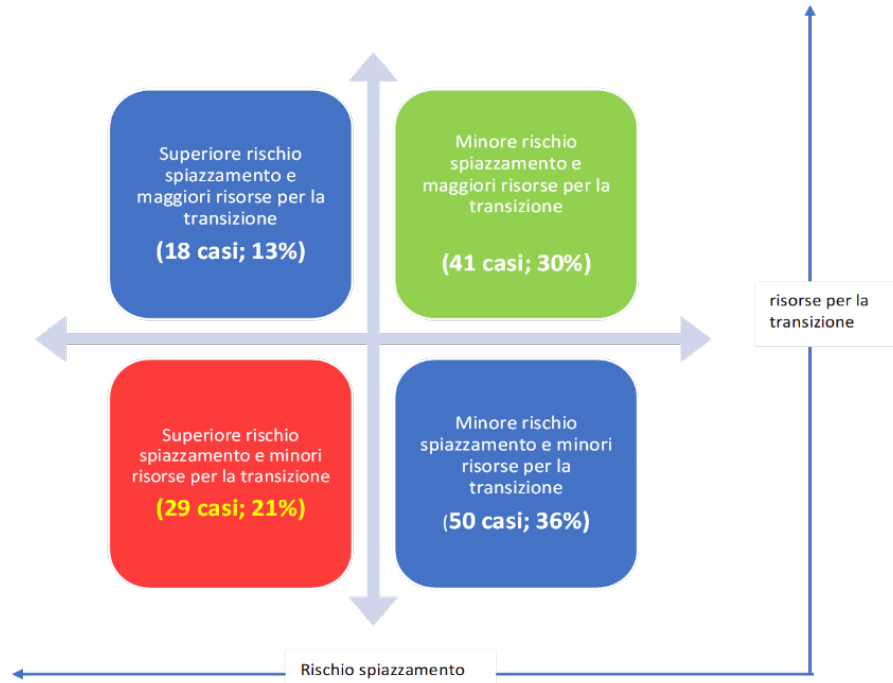 Superiore rischio
spiazzamento e
maggiori risorse per la
transizione
(18 casi; 13%)
Minore rischio
spiazzamento e
maggiori risorse per la
transizione
(41 casi; 30%)
risorse per la
transizione
Superiore rischio
spiazzamento e minori
risorse per la transizione
(29 casi; 21%)
Minore rischio
spiazzamento e minori
risorse per la
transizione
(50 casi; 36%)
Rischio spiazzamento